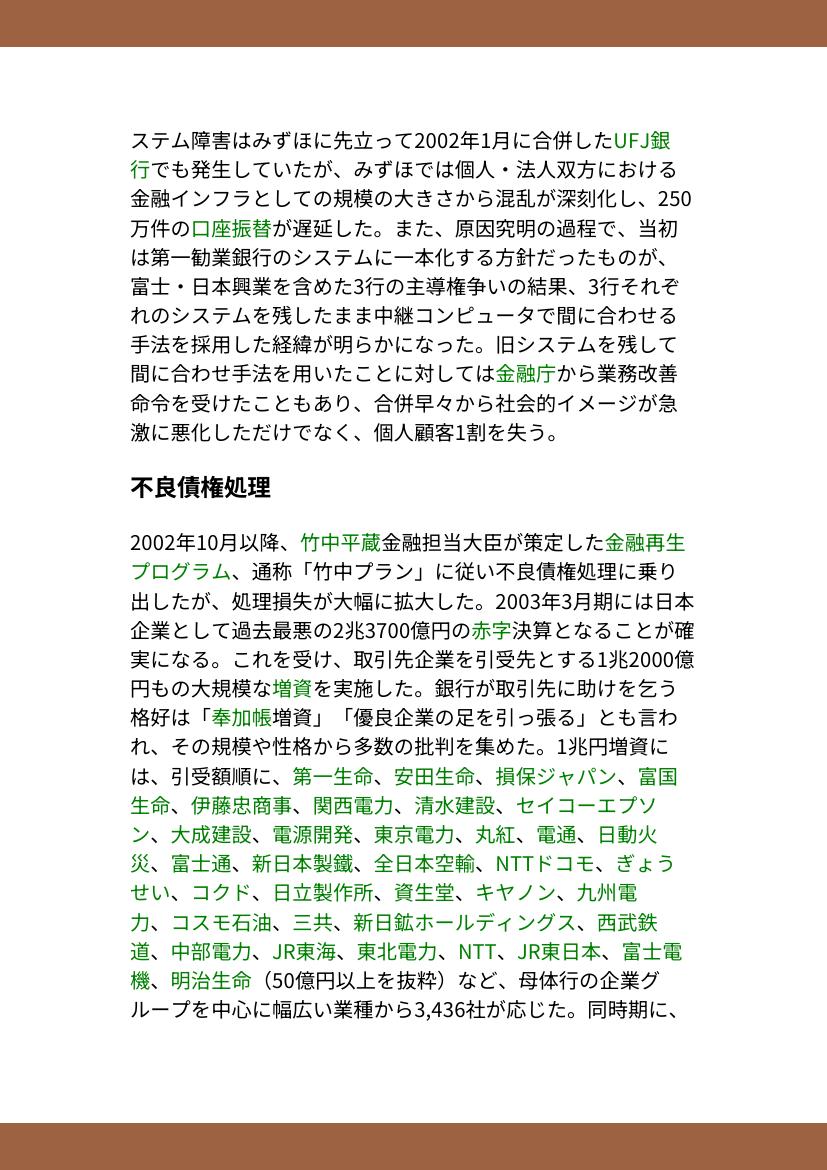 ステム障害はみずほに先立って2002年1月に合併したUFJ銀
行でも発生していたが、みずほでは個人・法人双方における
金融インフラとしての規模の大きさから混乱が深刻化し、250
万件の口座振替が遅延した。また、原因究明の過程で、当初
は第一勧業銀行のシステムに一本化する方針だったものが、
富士・日本興業を含めた3行の主導権争いの結果、3行それぞ
れのシステムを残したまま中継コンピュータで間に合わせる
手法を採用した経緯が明らかになった。旧システムを残して
間に合わせ手法を用いたことに対しては金融庁から業務改善
命令を受けたこともあり、合併早々から社会的イメージが急
激に悪化しただけでなく、個人顧客1割を失う。
不良債権処理
2002年10月以降、竹中平蔵金融担当大臣が策定した金融再生
プログラム、通称「竹中プラン」に従い不良債権処理に乗り
出したが、処理損失が大幅に拡大した。2003年3月期には日本
企業として過去最悪の2兆3700億円の赤字決算となることが確
実になる。これを受け、取引先企業を引受先とする1兆2000億
円もの大規模な増資を実施した。銀行が取引先に助けを乞う
格好は「奉加帳増資」「優良企業の足を引っ張る」とも言わ
れ、その規模や性格から多数の批判を集めた。1兆円増資に
は、引受額順に、第一生命、安田生命、損保ジャパン、富国
生命、伊藤忠商事、関西電力、清水建設、セイコーエプソ
ン、大成建設、電源開発、東京電力、丸紅、電通、日動火
災、富士通、新日本製鐵、全日本空輸、NTTドコモ、ぎょう
せい、コクド、日立製作所、資生堂、キヤノン、九州電
力、コスモ石油、三共、新日鉱ホールディングス、西武鉄
道、中部電力、JR東海、東北電力、NTT、JR東日本、富士電
機、明治生命（50億円以上を抜粋）など、母体行の企業グ
ループを中心に幅広い業種から3,436社が応じた。同時期に、